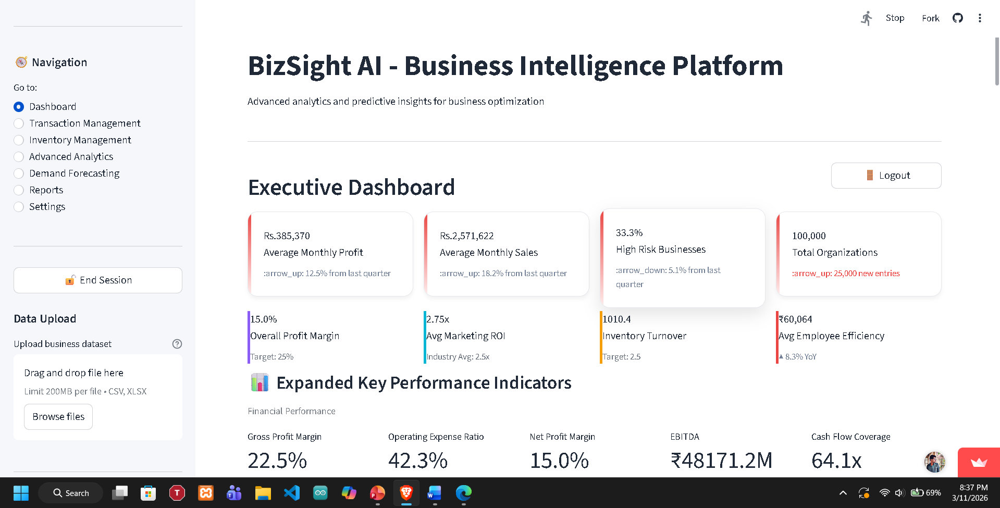 Stop
Fork
Navigation
Go to:
Dashboard
Transaction Management
Inventory Management
Advanced Analytics
Demand Forecasting
Reports
Settings
End Session
Data Upload
Upload business dataset
Drag and drop file here
Limit 200MB per file • CSV, XLSX
Browse files
BizSight AI - Business Intelligence Platform
Advanced analytics and predictive insights for business optimization
Logout
Executive Dashboard
Rs.385,370
Average Monthly Profit
:arrow_up: 12.5% from last quarter
Rs.2,571,622
Average Monthly Sales
:arrow_up: 18.2% from last quarter
33.3%
High Risk Businesses
:arrow_down: 5.1% from last
quarter
100,000
Total Organizations
:arrow_up: 25,000 new entries
15.0%
Overall Profit Margin
Target: 25%
2.75x
Avg Marketing ROI
Industry Avg: 2.5x
1010.4
Inventory Turnover
Target: 2.5
₹60,064
Avg Employee Efficiency
▲ 8.3% YoY
Expanded Key Performance Indicators
Financial Performance
Gross Profit Margin
22.5%
Operating Expense Ratio
42.3%
Net Profit Margin
15.0%
EBITDA
₹48171.2M
Cash Flow Coverage
64.1x
Search
69%
8:37 PM
3/11/2026